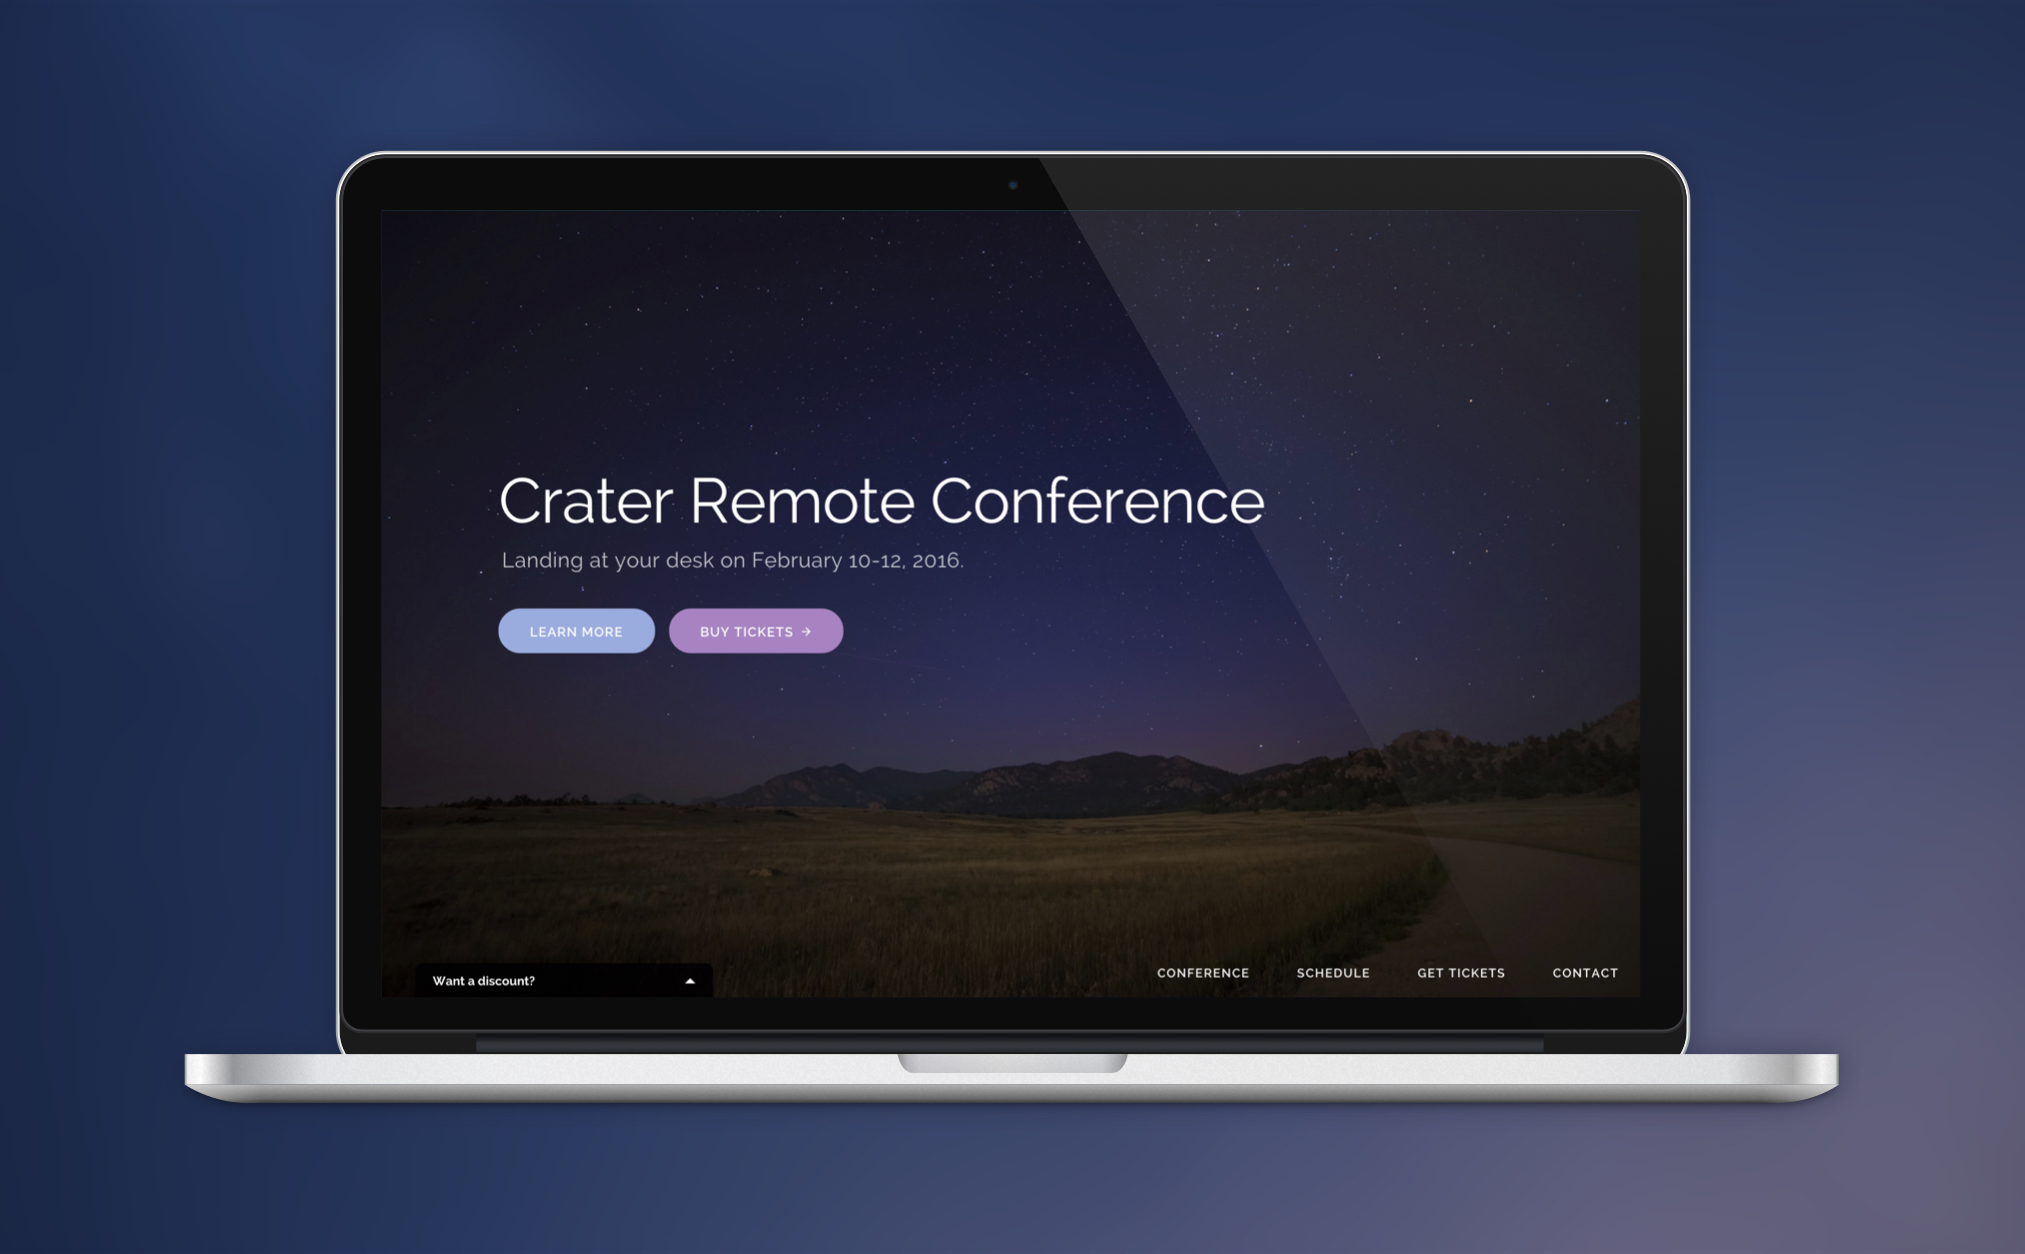 Crater Remote Conference
Landing at your desk on February 10-12, 2016.
LEARN MORE
BUY TICKETS →
Want a discount?
CONFERENCE
SCHEDULE
GET TICKETS
CONTACT